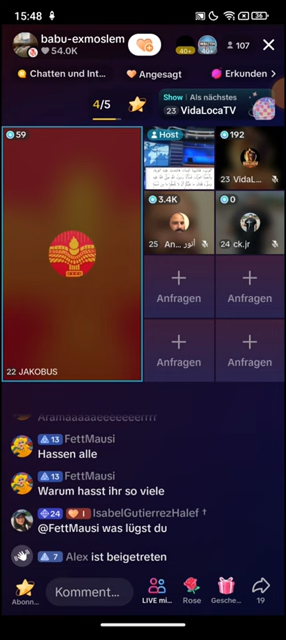 15:48
36
babu-exmoslem
54.0K
40+
40+
107
Chatten und Int...
Angesagt
Erkunden
4/5
Show
Als nächstes
23 VidaLocaTV
59
Host
192
23 VidaL...
3.4K
0
25 An... أنور
24 ck.jr
Anfragen
Anfragen
Anfragen
Anfragen
22 JAKOBUS
13 FettMausi
Hassen alle
13 FettMausi
Warum hasst ihr so viele
24 I IsabelGutierrezHalef †
@FettMausi was lügst du
7 Alex ist beigetreten
Abonn...
Komment...
LIVE mi...
Rose
Gesche...
19